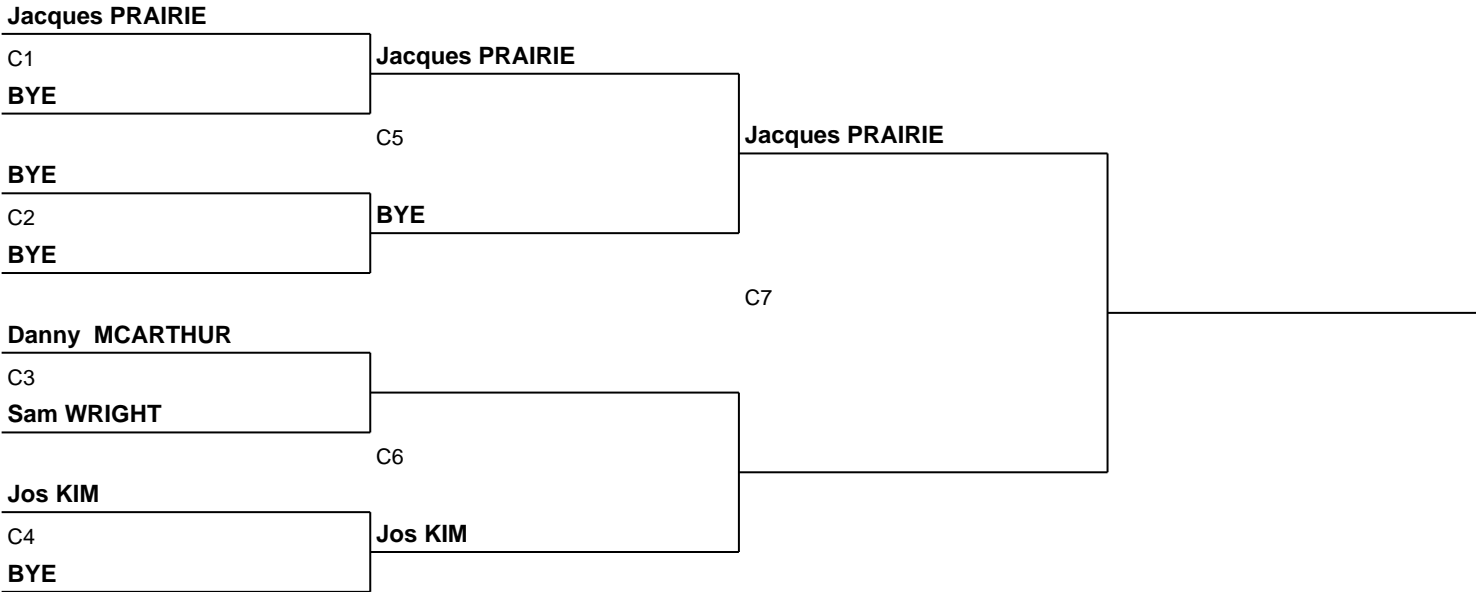 Jacques PRAIRIE
C1
Jacques PRAIRIE
BYE
C5
Jacques PRAIRIE
BYE
C2
BYE
BYE
C7
Danny  MCARTHUR
C3
Sam WRIGHT
C6
Jos KIM
C4
Jos KIM
BYE